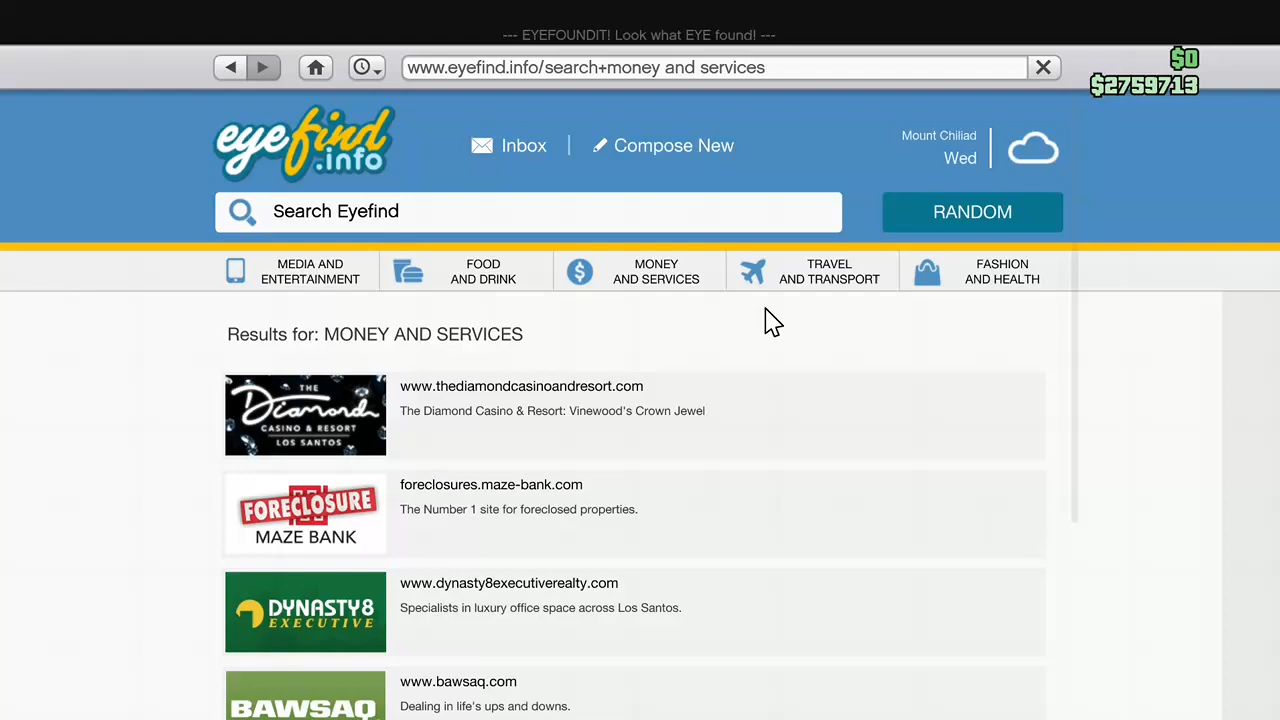 --- EYEFOUNDIT! Look what EYE found! ---
www.eyefind.info/search+money and services
$0
$2759713
eyefind.info
Inbox
Compose New
Mount Chiliad
Wed
Search Eyefind
RANDOM
MEDIA AND
ENTERTAINMENT
FOOD
AND DRINK
MONEY
AND SERVICES
TRAVEL
AND TRANSPORT
FASHION
AND HEALTH
Results for: MONEY AND SERVICES
THE
Diamond
CASINO & RESORT
LOS SANTOS
www.thediamondcasinoandresort.com
The Diamond Casino & Resort: Vinewood's Crown Jewel
FORECLOSURE
MAZE BANK
foreclosures.maze-bank.com
The Number 1 site for foreclosed properties.
DYNASTY8
EXECUTIVE
www.dynasty8executiverealty.com
Specialists in luxury office space across Los Santos.
BAWSAQ
www.bawsaq.com
Dealing in life's ups and downs.